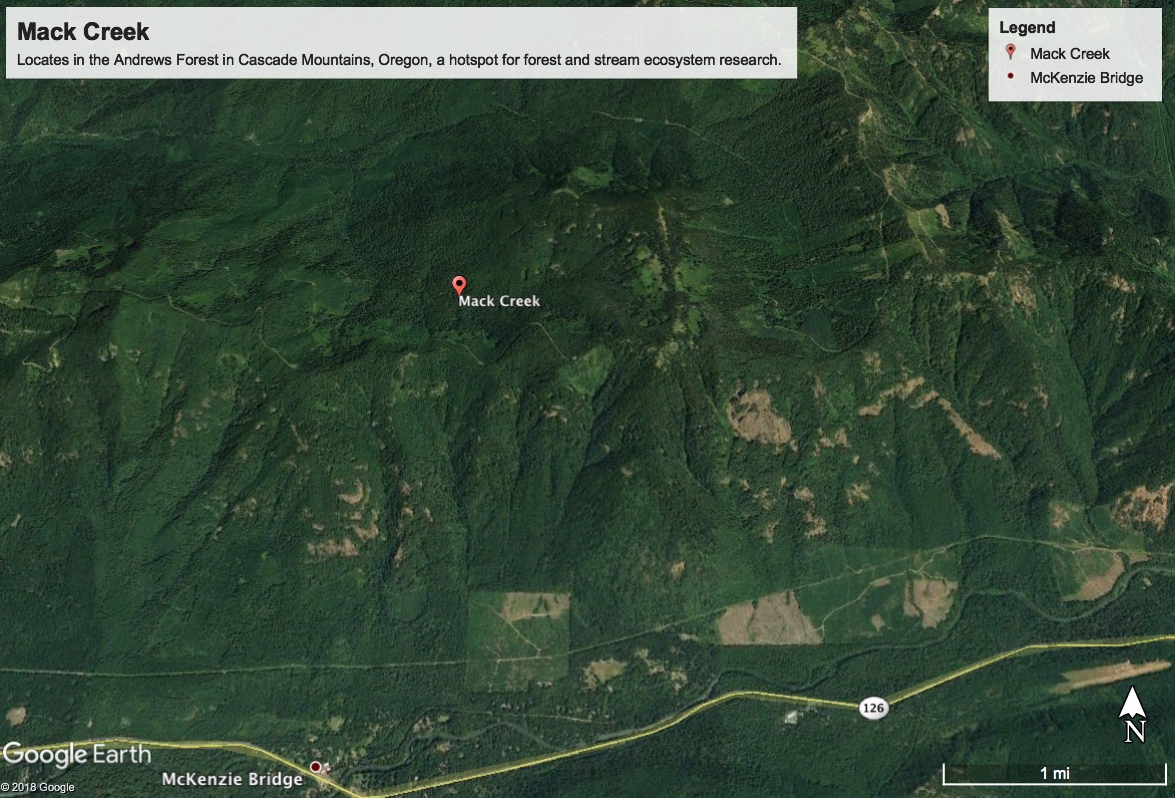 Mack Creek
Locates in the Andrews Forest in Cascade Mountains, Oregon, a hotspot for forest and stream ecosystem research.
Legend
Mack Creek
McKenzie Bridge
Mack Creek
126
N
Google Earth
McKenzie Bridge
1 mi
© 2018 Google